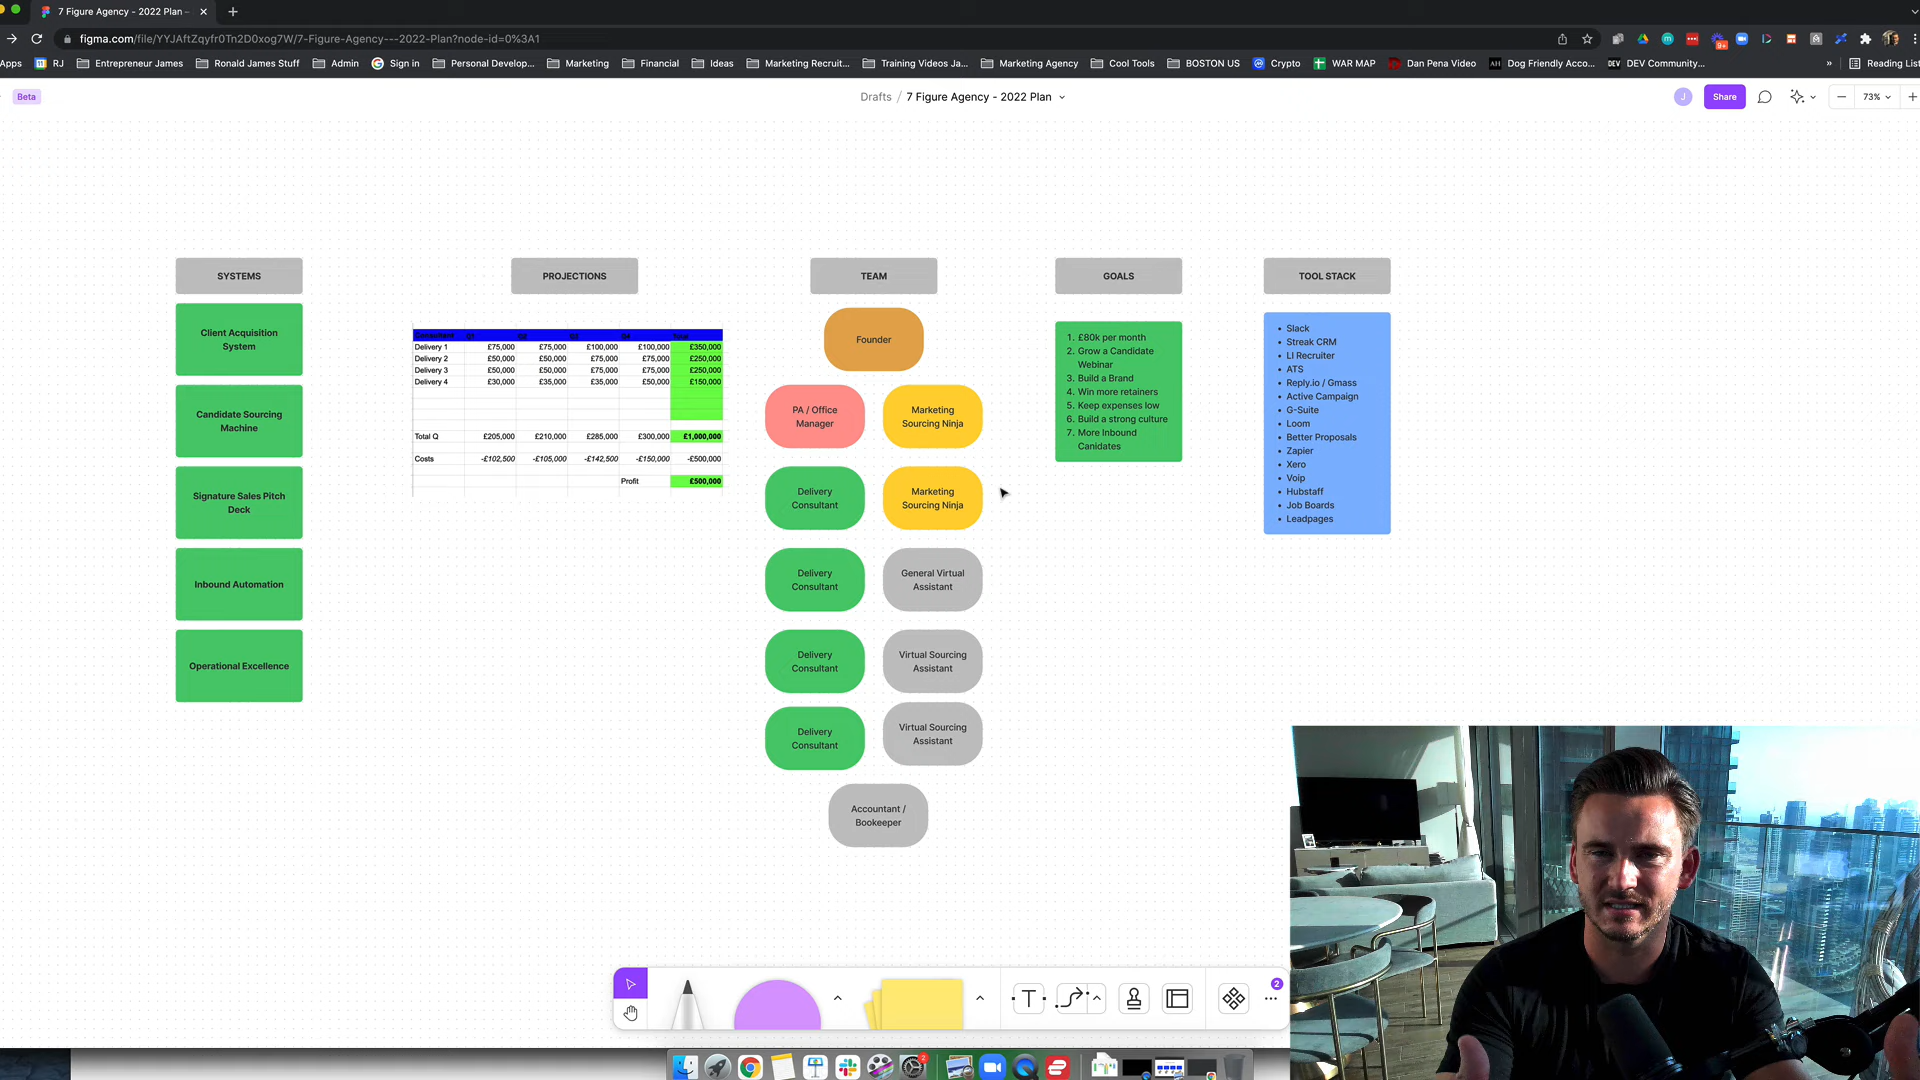 7 Figure Agency - 2022 Plan –
figma.com/file/YYJAftZqyfr0Tn2D0xog7W/7-Figure-Agency---2022-Plan?node-id=0%3A1
9+
Apps
RJ
Entrepreneur James
Ronald James Stuff
Admin
Sign in
Personal Develop...
Marketing
Financial
Ideas
Marketing Recruit...
Training Videos Ja...
Marketing Agency
Cool Tools
BOSTON US
Crypto
WAR MAP
Dan Pena Video
AH
Dog Friendly Acco...
DEV
DEV Community...
»
Reading List
Beta
Drafts / 7 Figure Agency - 2022 Plan
J
Share
73%
SYSTEMS
Client Acquisition
System
Candidate Sourcing
Machine
Signature Sales Pitch
Deck
Inbound Automation
Operational Excellence
PROJECTIONS
Delivery 1 £75,000 £75,000 £100,000 £100,000 £350,000
Delivery 2 £50,000 £50,000 £75,000 £75,000 £250,000
Delivery 3 £50,000 £50,000 £75,000 £75,000 £250,000
Delivery 4 £30,000 £35,000 £35,000 £50,000 £150,000
Total Q £205,000 £210,000 £285,000 £300,000 £1,000,000
Costs -£102,500 -£105,000 -£142,500 -£150,000 -£500,000
Profit £500,000
TEAM
Founder
PA / Office
Manager
Marketing
Sourcing Ninja
Delivery
Consultant
Marketing
Sourcing Ninja
Delivery
Consultant
General Virtual
Assistant
Delivery
Consultant
Virtual Sourcing
Assistant
Delivery
Consultant
Virtual Sourcing
Assistant
Accountant /
Bookeeper
GOALS
1. £80k per month
2. Grow a Candidate
Webinar
3. Build a Brand
4. Win more retainers
5. Keep expenses low
6. Build a strong culture
7. More Inbound
Canidates
TOOL STACK
• Slack
• Streak CRM
• LI Recruiter
• ATS
• Reply.io / Gmass
• Active Campaign
• G-Suite
• Loom
• Better Proposals
• Zapier
• Xero
• Voip
• Hubstaff
• Job Boards
• Leadpages
T
2
2